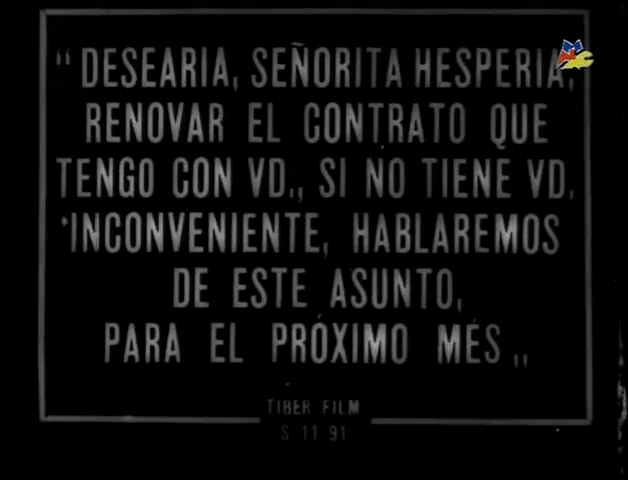 “ DESEARIA, SEÑORITA HESPERIA,
RENOVAR EL CONTRATO QUE
TENGO CON VD., SI NO TIENE VD.
INCONVENIENTE, HABLAREMOS
DE ESTE ASUNTO,
PARA EL PRÓXIMO MÉS „
TIBER FILM
S 11 91